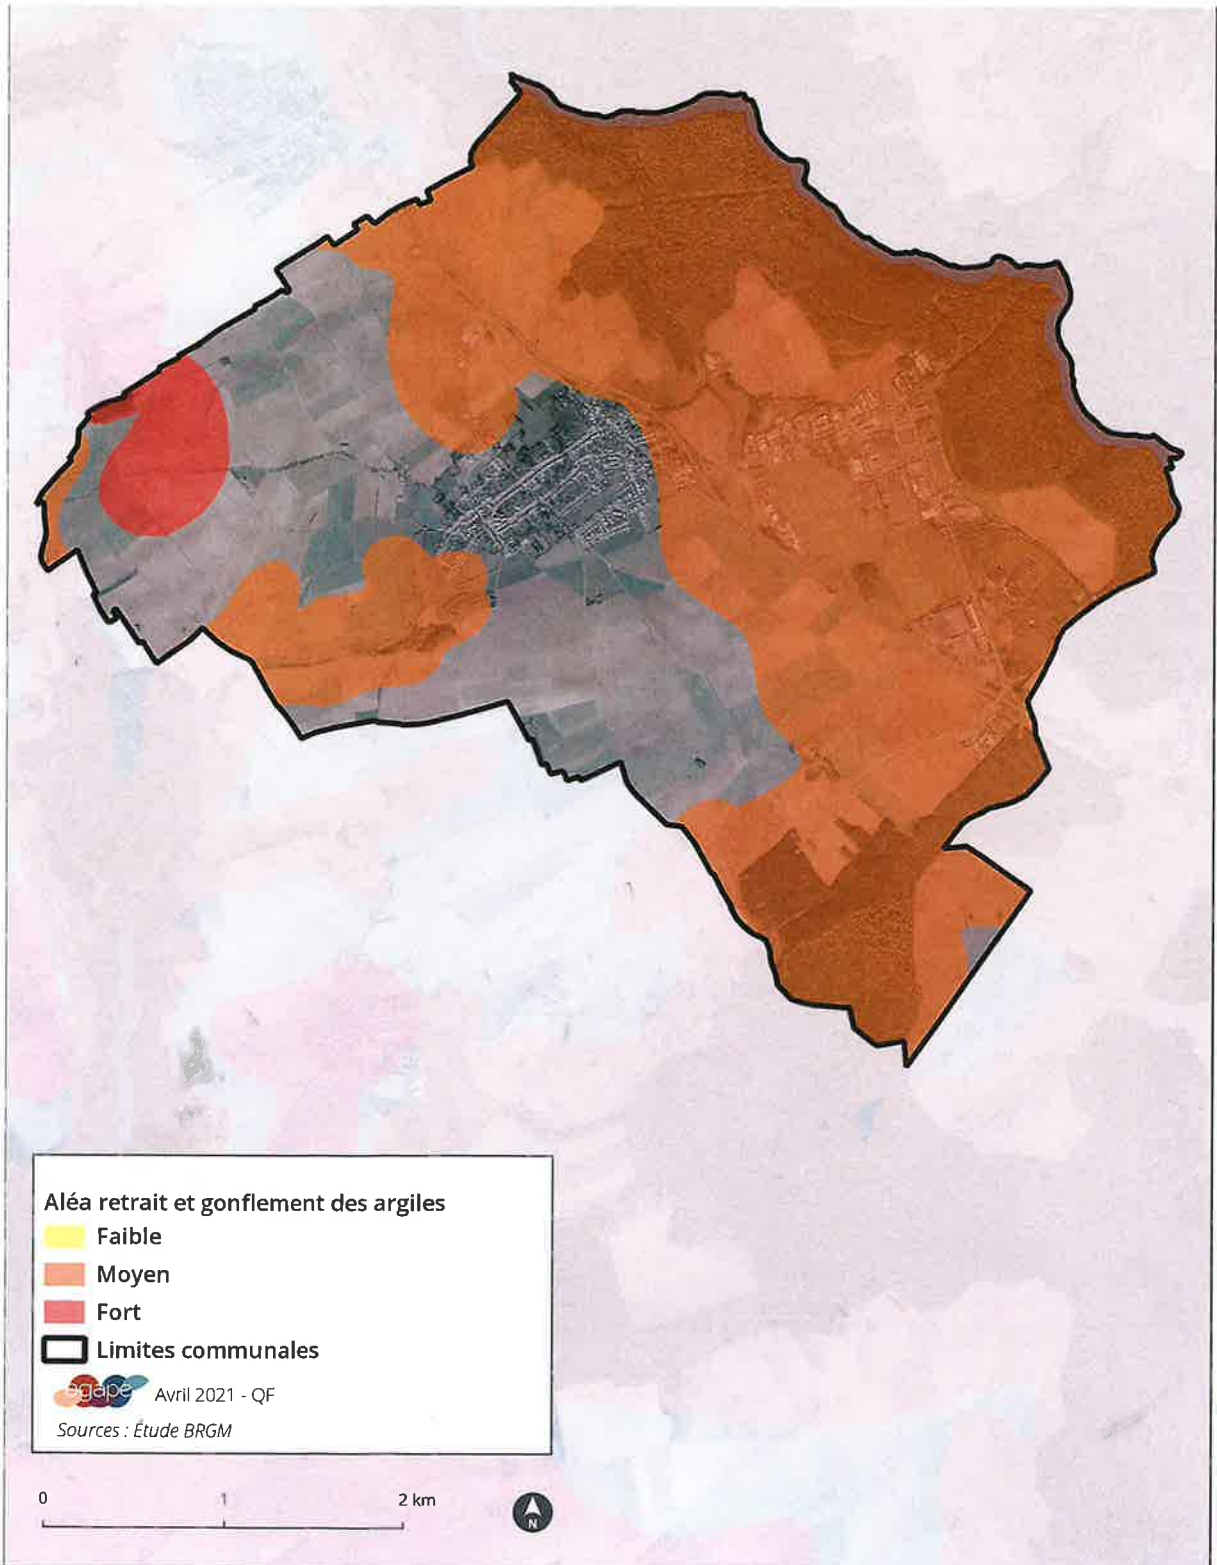 Aléa retrait et gonflement des argiles
Faible
Moyen
Fort
Limites communales
agape Avril 2021 - QF
Sources : Étude BRGM
0 1 2 km
N